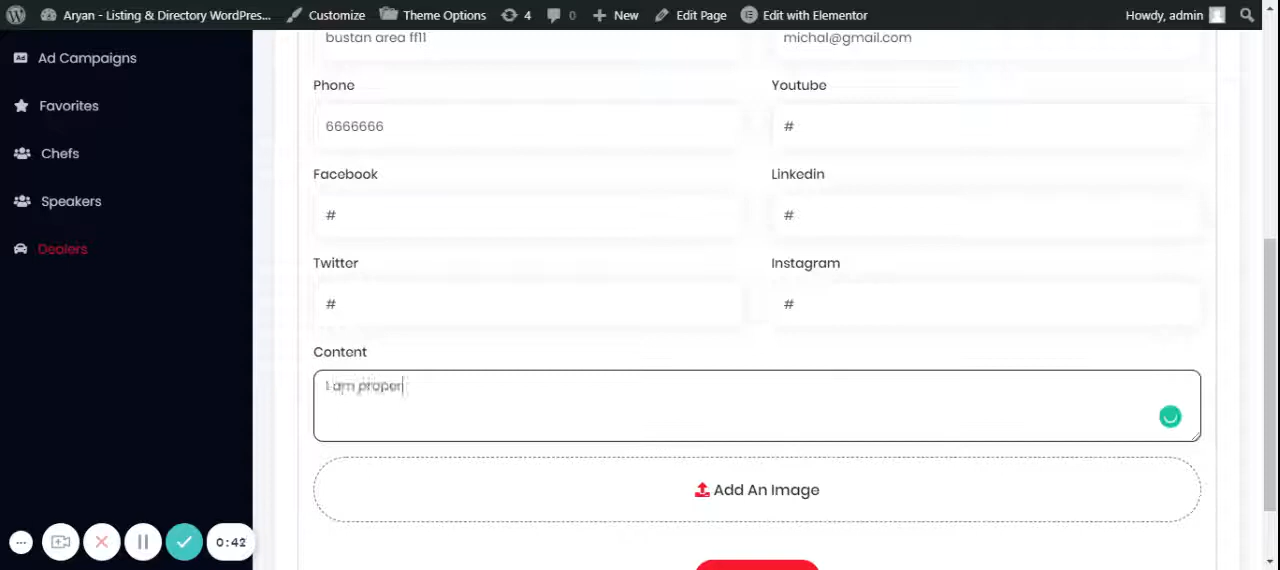 Aryan - Listing & Directory WordPres... Customize Theme Options 4 0 New Edit Page Edit with Elementor Howdy, admin
Ad Campaigns
Favorites
Chefs
Speakers
Dealers
bustan area ff11 michal@gmail.com
Phone Youtube
6666666 #
Facebook Linkedin
# #
Twitter Instagram
# #
Content
I am proper
Add An Image
0:42